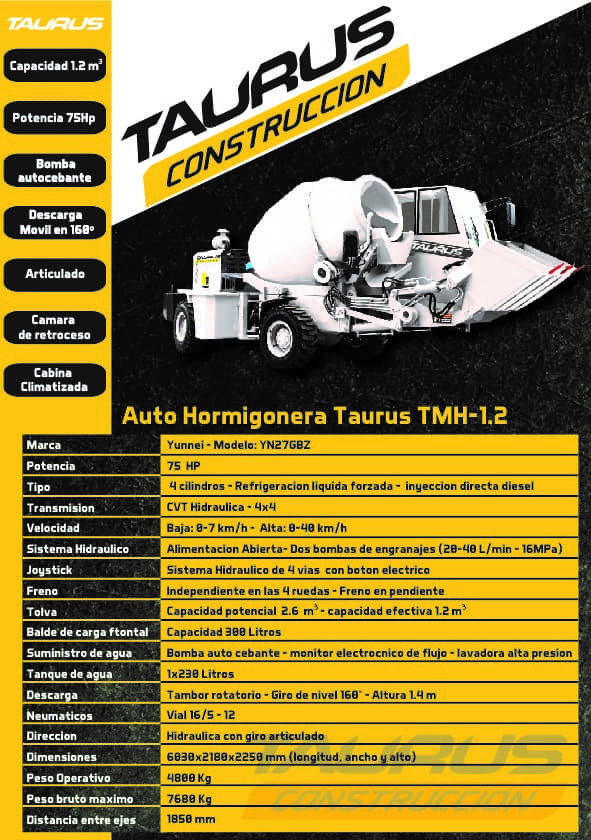 TAURUS
Capacidad 1.2 m³
Potencia 75Hp
Bomba
autocebante
Descarga
Movil en 160º
Articulado
Camara
de retroceso
Cabina
Climatizada
TAURUS
CONSTRUCCION
TAURUS
TAURUS
Auto Hormigonera Taurus TMH-1.2
Marca Yunnei - Modelo: YN27GBZ
Potencia 75 HP
Tipo 4 cilindros - Refrigeracion liquida forzada - inyeccion directa diesel
Transmision CVT Hidraulica - 4x4
Velocidad Baja: 0-7 km/h - Alta: 0-40 km/h
Sistema Hidraulico Alimentacion Abierta- Dos bombas de engranajes (20-40 L/min - 16MPa)
Joystick Sistema Hidraulico de 4 vias con boton electrico
Freno Independiente en las 4 ruedas - Freno en pendiente
Tolva Capacidad potencial 2.6 m³ - capacidad efectiva 1.2 m³
Balde de carga ftontal Capacidad 300 Litros
Suministro de agua Bomba auto cebante - monitor electrocnico de flujo - lavadora alta presion
Tanque de agua 1x230 Litros
Descarga Tambor rotatorio - Giro de nivel 160° - Altura 1.4 m
Neumaticos Vial 16/5 - 12
Direccion Hidraulica con giro articulado
Dimensiones 6030x2180x2250 mm (longitud, ancho y alto)
Peso Operativo 4800 Kg
Peso bruto maximo 7680 Kg
Distancia entre ejes 1850 mm
TAURUS
CONSTRUCCION